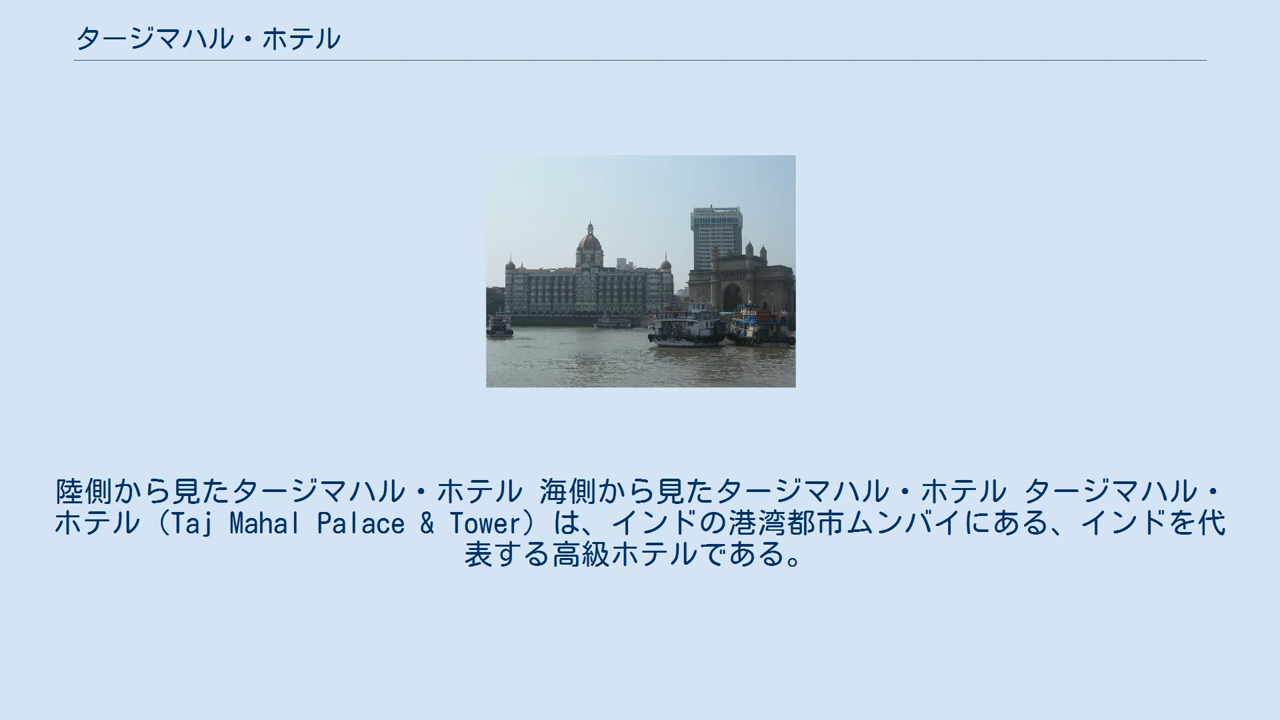 タージマハル・ホテル
陸側から見たタージマハル・ホテル 海側から見たタージマハル・ホテル タージマハル・
ホテル（Taj Mahal Palace & Tower）は、インドの港湾都市ムンバイにある、インドを代
表する高級ホテルである。